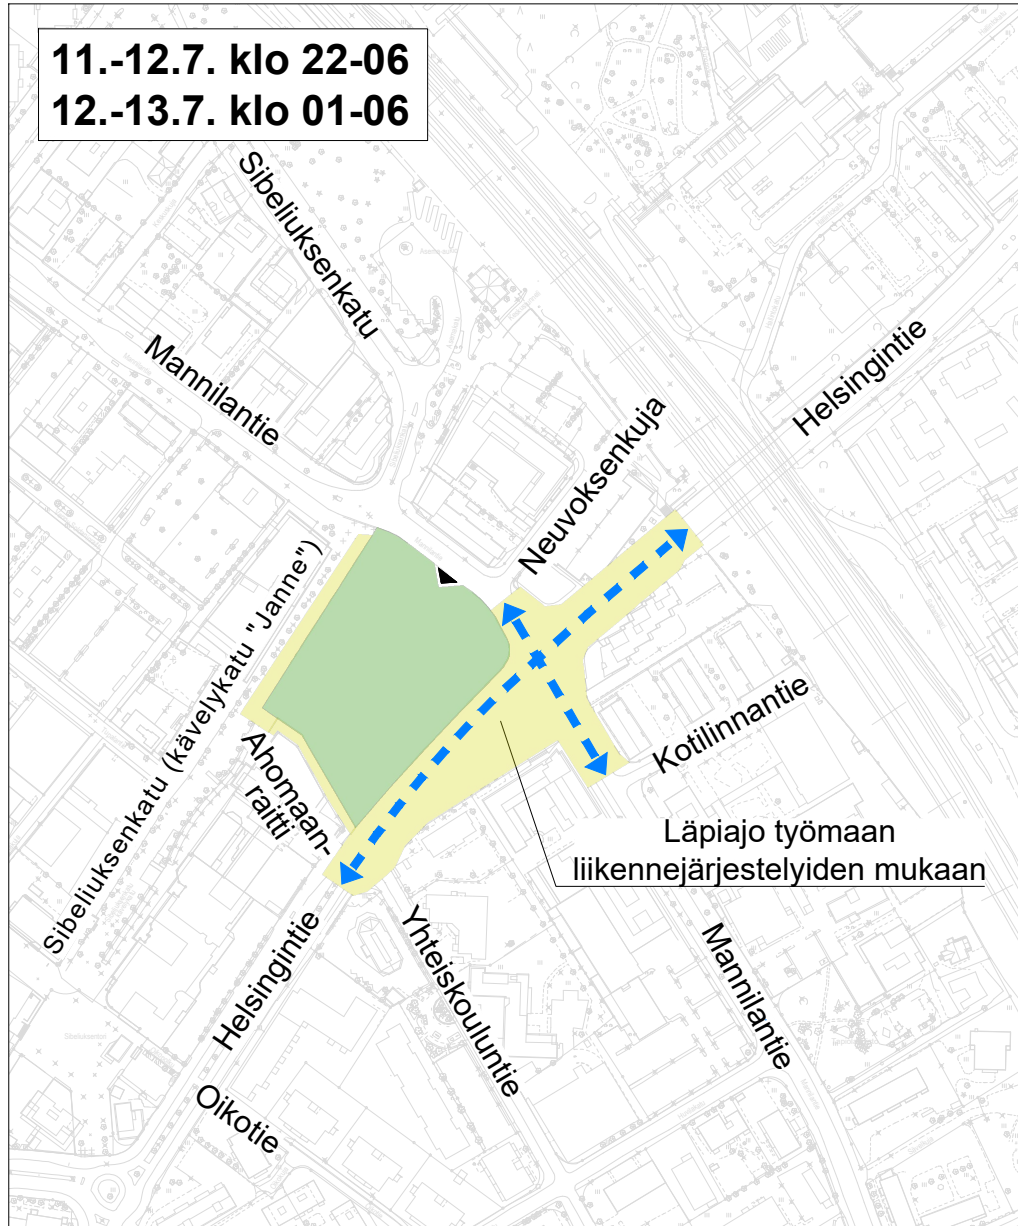 11.-12.7. klo 22-06
12.-13.7. klo 01-06
Sibeliuksenkatu
Mannilantie
Helsingintie
Neuvoksenkuja
Sibeliuksenkatu (kävelykatu "Janne")
Ahomaan-
raitti
Kotilinnantie
Läpiajo työmaan
liikennejärjestelyiden mukaan
Helsingintie
Yhteiskouluntie
Mannilantie
Oikotie